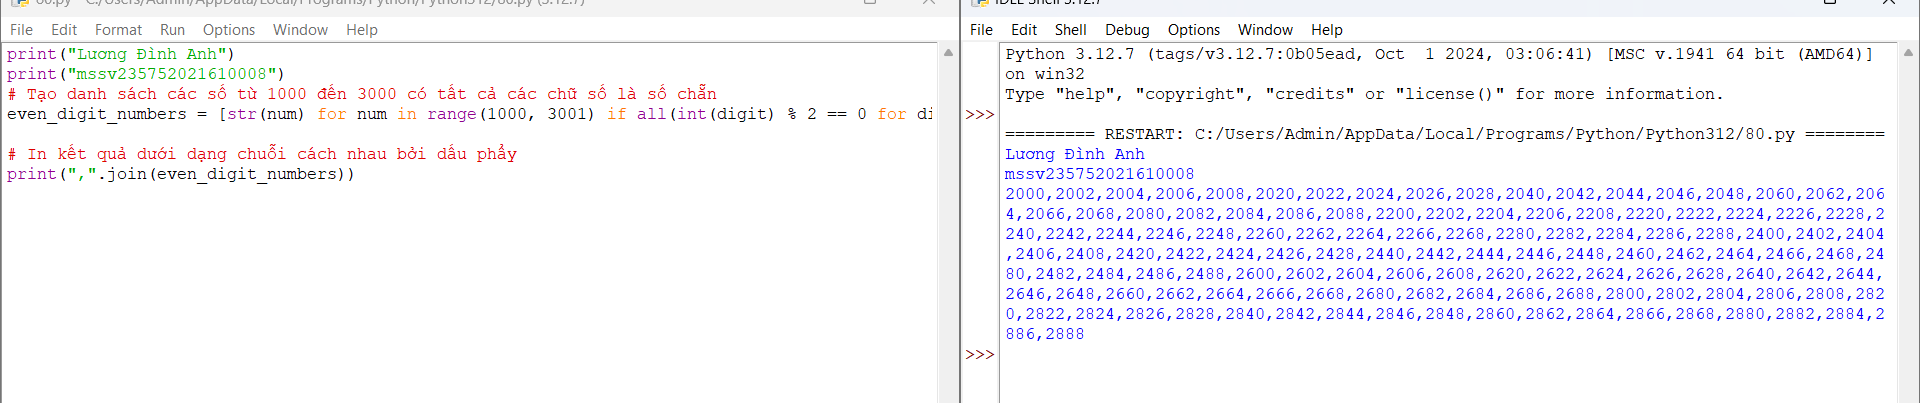 File Edit Format Run Options Window Help
print("Lương Đình Anh")
print("mssv235752021610008")
# Tạo danh sách các số từ 1000 đến 3000 có tất cả các chữ số là số chẵn
even_digit_numbers = [str(num) for num in range(1000, 3001) if all(int(digit) % 2 == 0 for di
# In kết quả dưới dạng chuỗi cách nhau bởi dấu phẩy
print(",".join(even_digit_numbers))
File Edit Shell Debug Options Window Help
Python 3.12.7 (tags/v3.12.7:0b05ead, Oct  1 2024, 03:06:41) [MSC v.1941 64 bit (AMD64)]
on win32
Type "help", "copyright", "credits" or "license()" for more information.
>>>
========= RESTART: C:/Users/Admin/AppData/Local/Programs/Python/Python312/80.py ========
Lương Đình Anh
mssv235752021610008
2000,2002,2004,2006,2008,2020,2022,2024,2026,2028,2040,2042,2044,2046,2048,2060,2062,206
4,2066,2068,2080,2082,2084,2086,2088,2200,2202,2204,2206,2208,2220,2222,2224,2226,2228,2
240,2242,2244,2246,2248,2260,2262,2264,2266,2268,2280,2282,2284,2286,2288,2400,2402,2404
,2406,2408,2420,2422,2424,2426,2428,2440,2442,2444,2446,2448,2460,2462,2464,2466,2468,24
80,2482,2484,2486,2488,2600,2602,2604,2606,2608,2620,2622,2624,2626,2628,2640,2642,2644,
2646,2648,2660,2662,2664,2666,2668,2680,2682,2684,2686,2688,2800,2802,2804,2806,2808,282
0,2822,2824,2826,2828,2840,2842,2844,2846,2848,2860,2862,2864,2866,2868,2880,2882,2884,2
886,2888
>>>